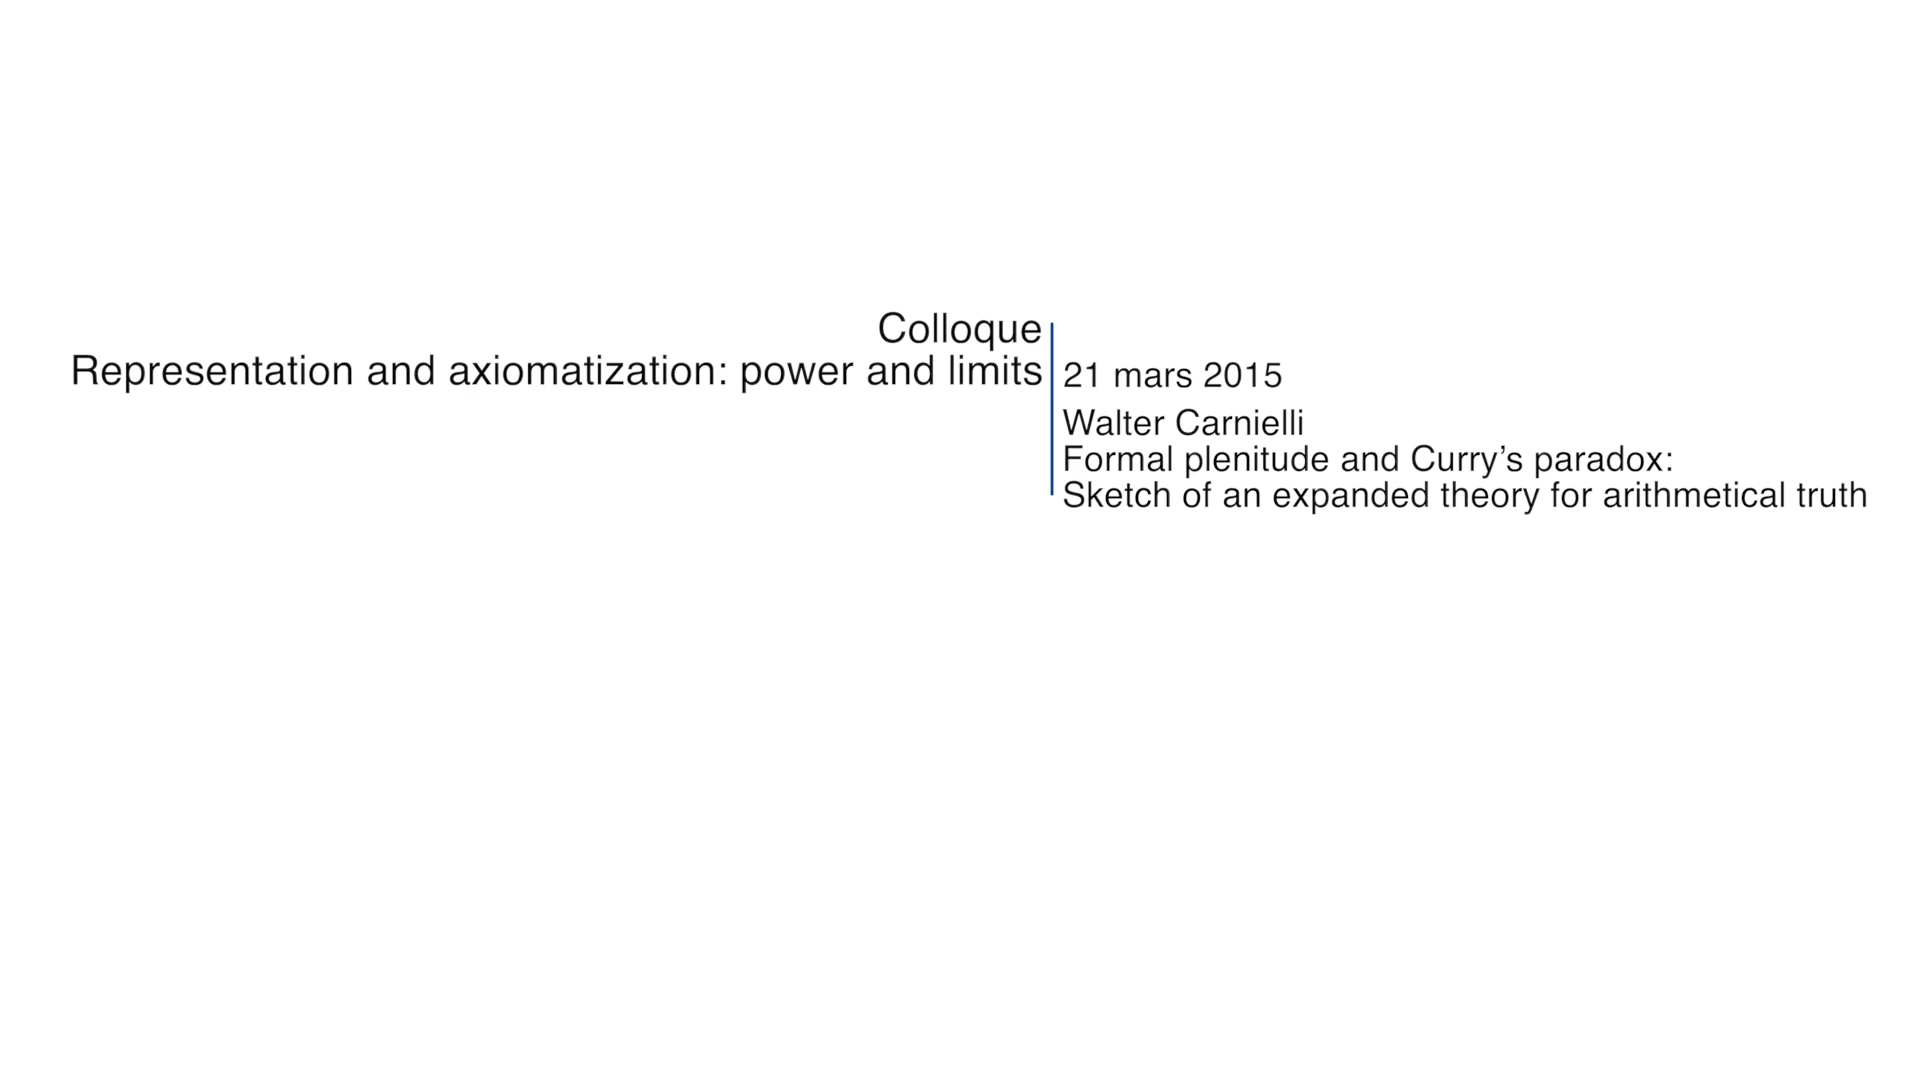 Colloque
Representation and axiomatization: power and limits
21 mars 2015
Walter Carnielli
Formal plenitude and Curry’s paradox:
Sketch of an expanded theory for arithmetical truth